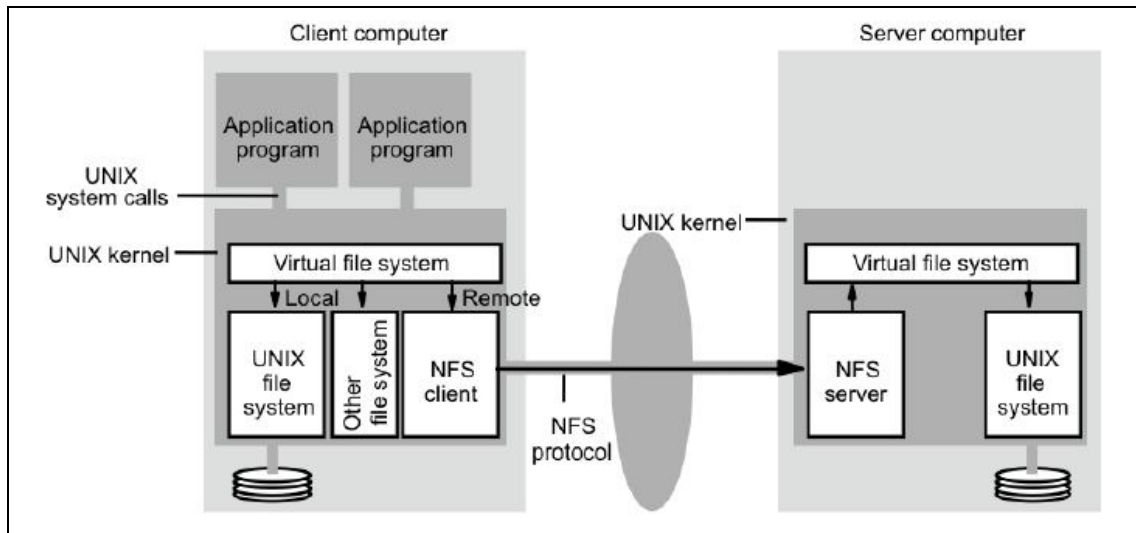 Client computer
Server computer
Application
program
Application
program
UNIX
system calls
UNIX kernel
UNIX kernel
Virtual file system
Virtual file system
Local
Remote
UNIX
file
system
Other
file system
NFS
client
NFS
protocol
NFS
server
UNIX
file
system